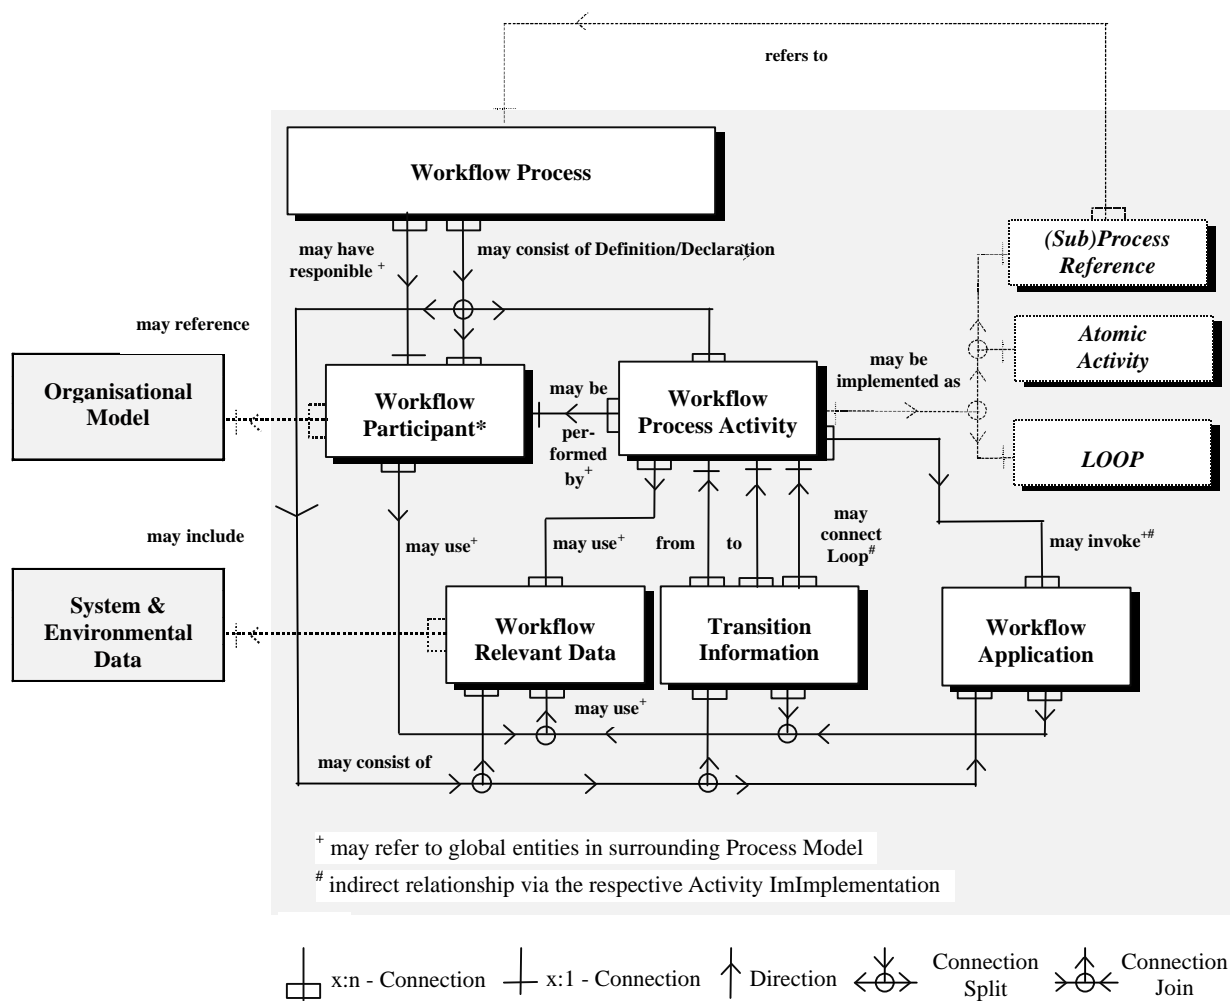 refers to
Workflow Process
may have
responible +
may consist of Definition/Declaration
(Sub)Process
Reference
may reference
Atomic
Activity
may be
implemented as
Organisational
Model
Workflow
Participant*
may be
per-
formed
by+
Workflow
Process Activity
LOOP
may include
may use+
may use+
from
to
may
connect
Loop#
may invoke+#
System &
Environmental
Data
Workflow
Relevant Data
Transition
Information
Workflow
Application
may use+
may consist of
+ may refer to global entities in surrounding Process Model
# indirect relationship via the respective Activity ImImplementation
x:n - Connection
x:1 - Connection
Direction
Connection
Split
Connection
Join